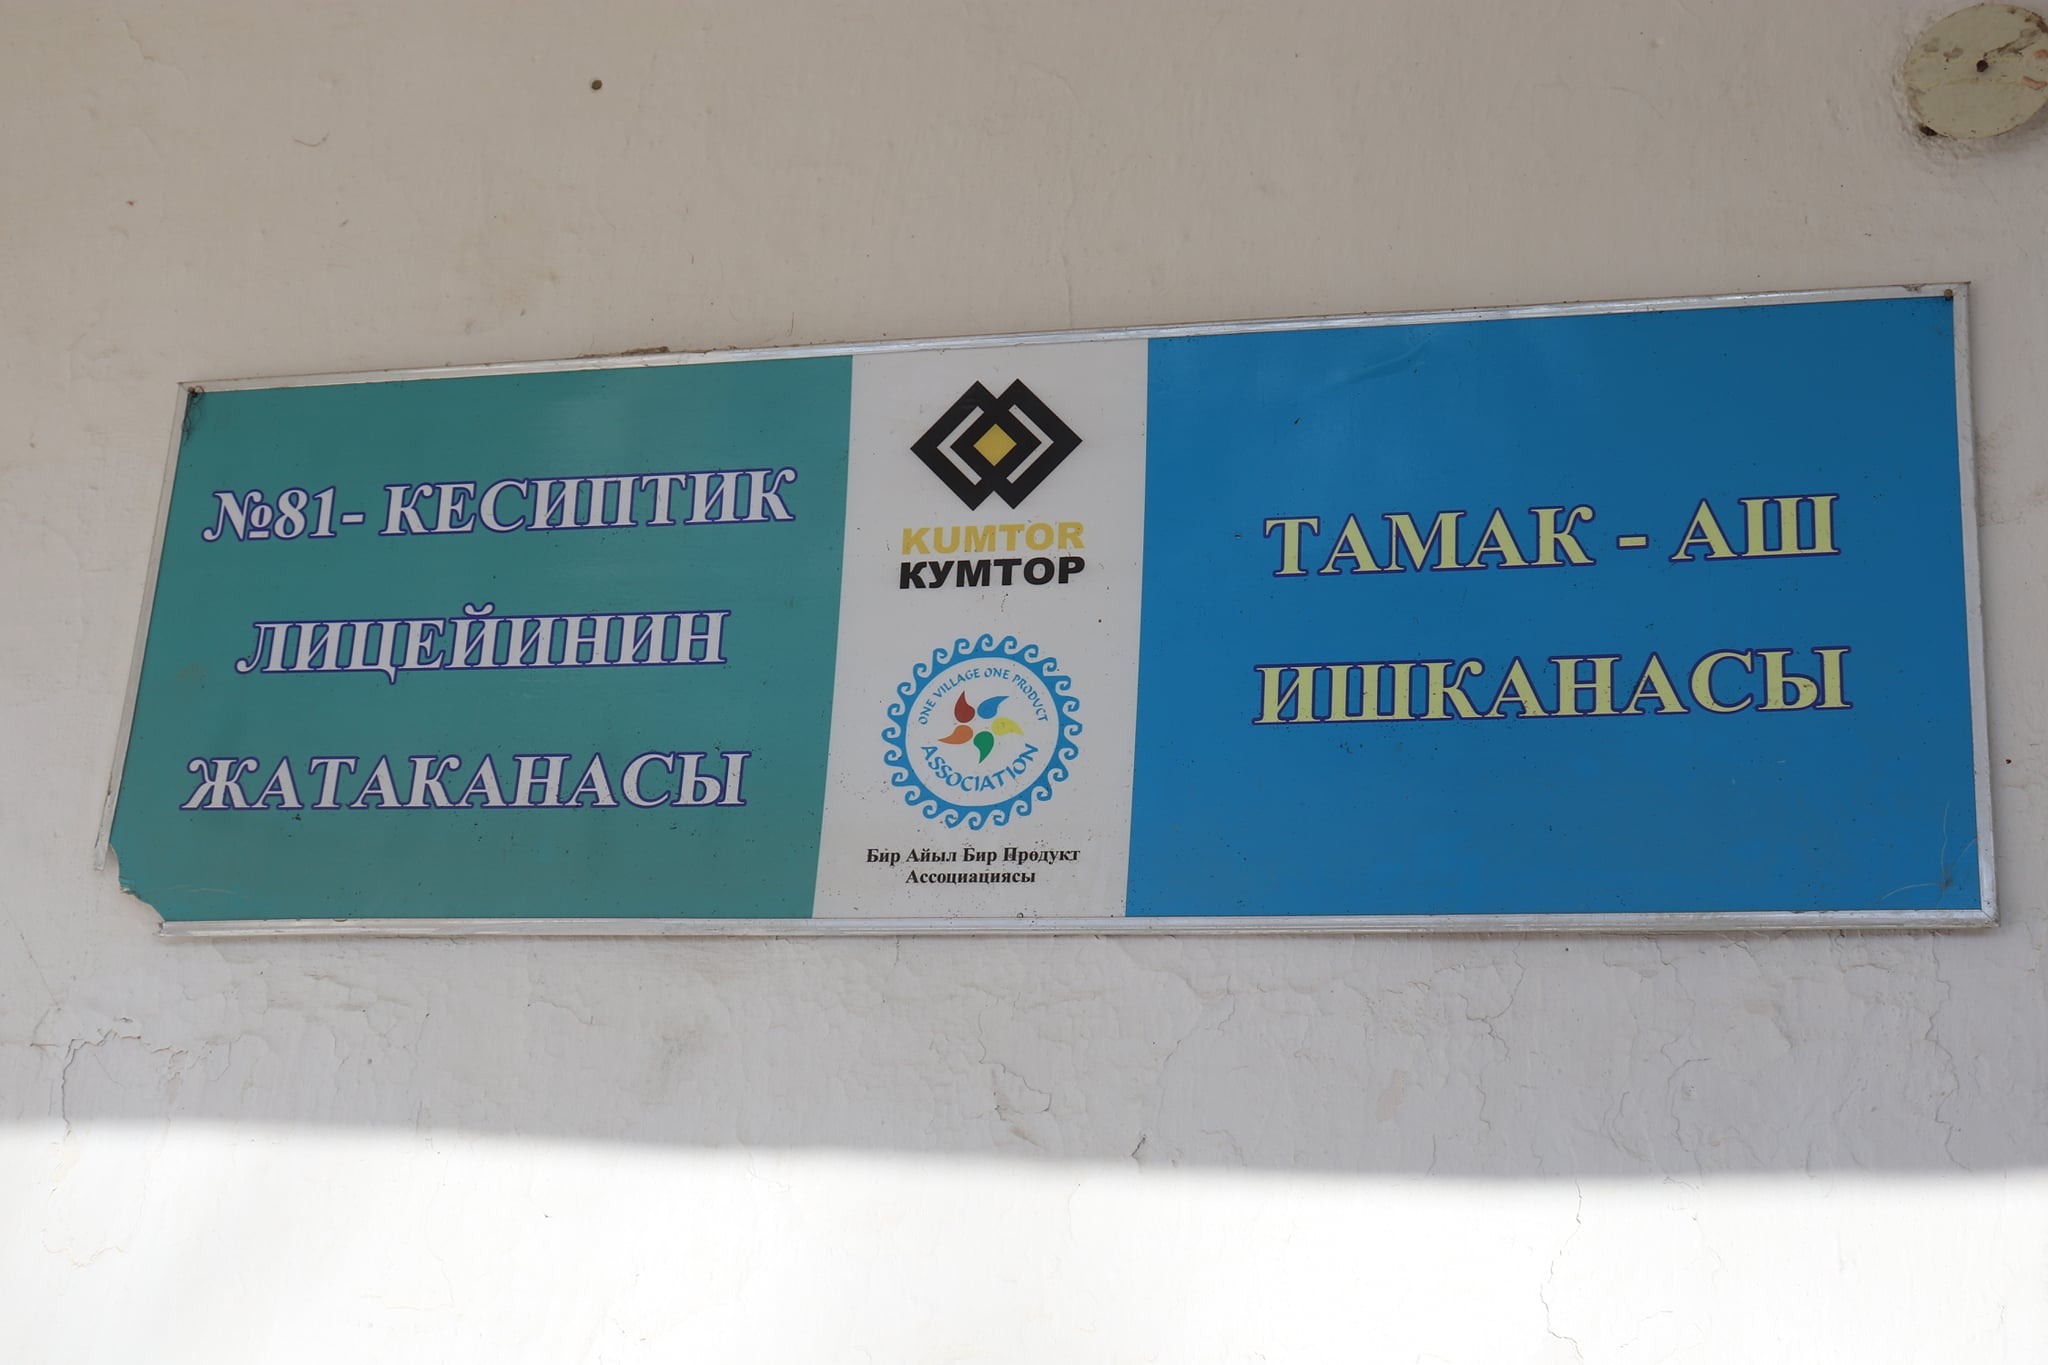 №81- КЕСИПТИК
ЛИЦЕЙИНИН
ЖАТАКАНАСЫ
KUMTOR
КУМТОР
ONE VILLAGE ONE PRODUCT
ASSOCIATION
Бир Айыл Бир Продукт
Ассоциациясы
ТАМАК - АШ
ИШКАНАСЫ